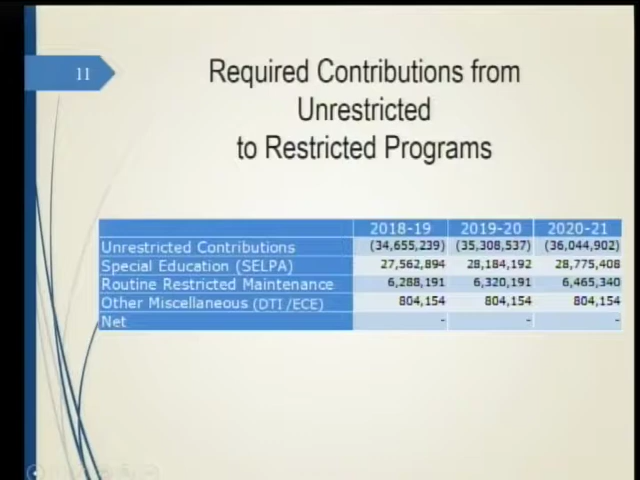 11
Required Contributions from
Unrestricted
to Restricted Programs
2018-19 2019-20 2020-21
Unrestricted Contributions (34,655,239) (35,308,537) (36,044,902)
Special Education (SELPA) 27,562,894 28,184,192 28,775,408
Routine Restricted Maintenance 6,288,191 6,320,191 6,465,340
Other Miscellaneous (DTI/ECE) 804,154 804,154 804,154
Net - - -